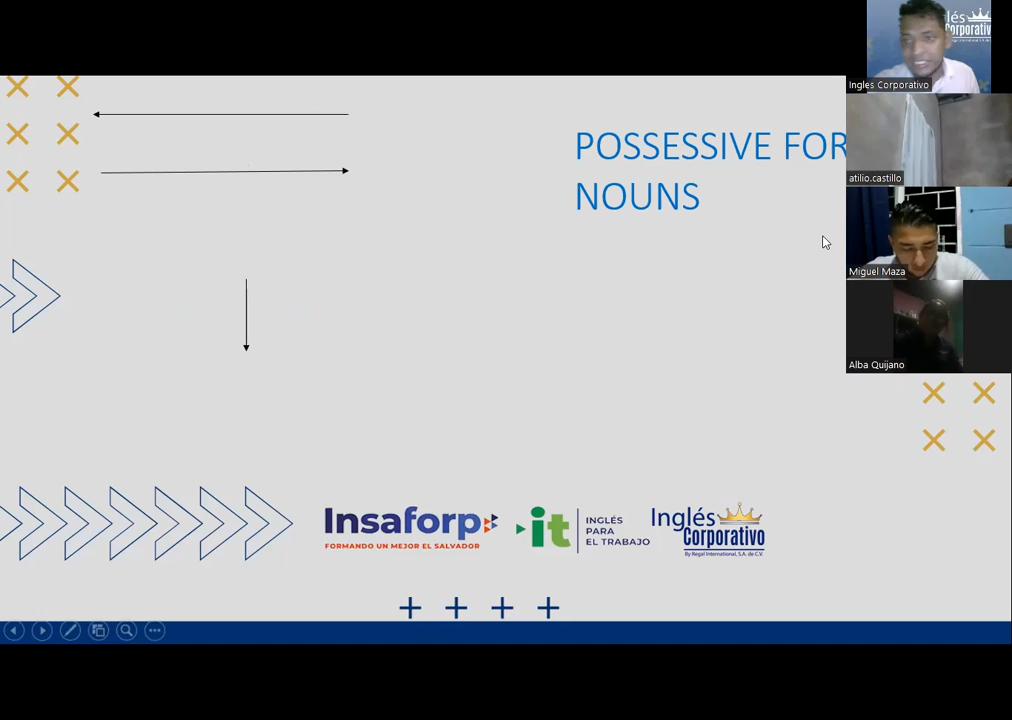 lés
Corporativo
Ingles Corporativo
POSSESSIVE FOR
NOUNS
atilio.castillo
Miguel Maza
Alba Quijano
Insaforp
FORMANDO UN MEJOR EL SALVADOR
it
INGLÉS
PARA
EL TRABAJO
Inglés
Corporativo
By Regal International, S.A. de C.V.